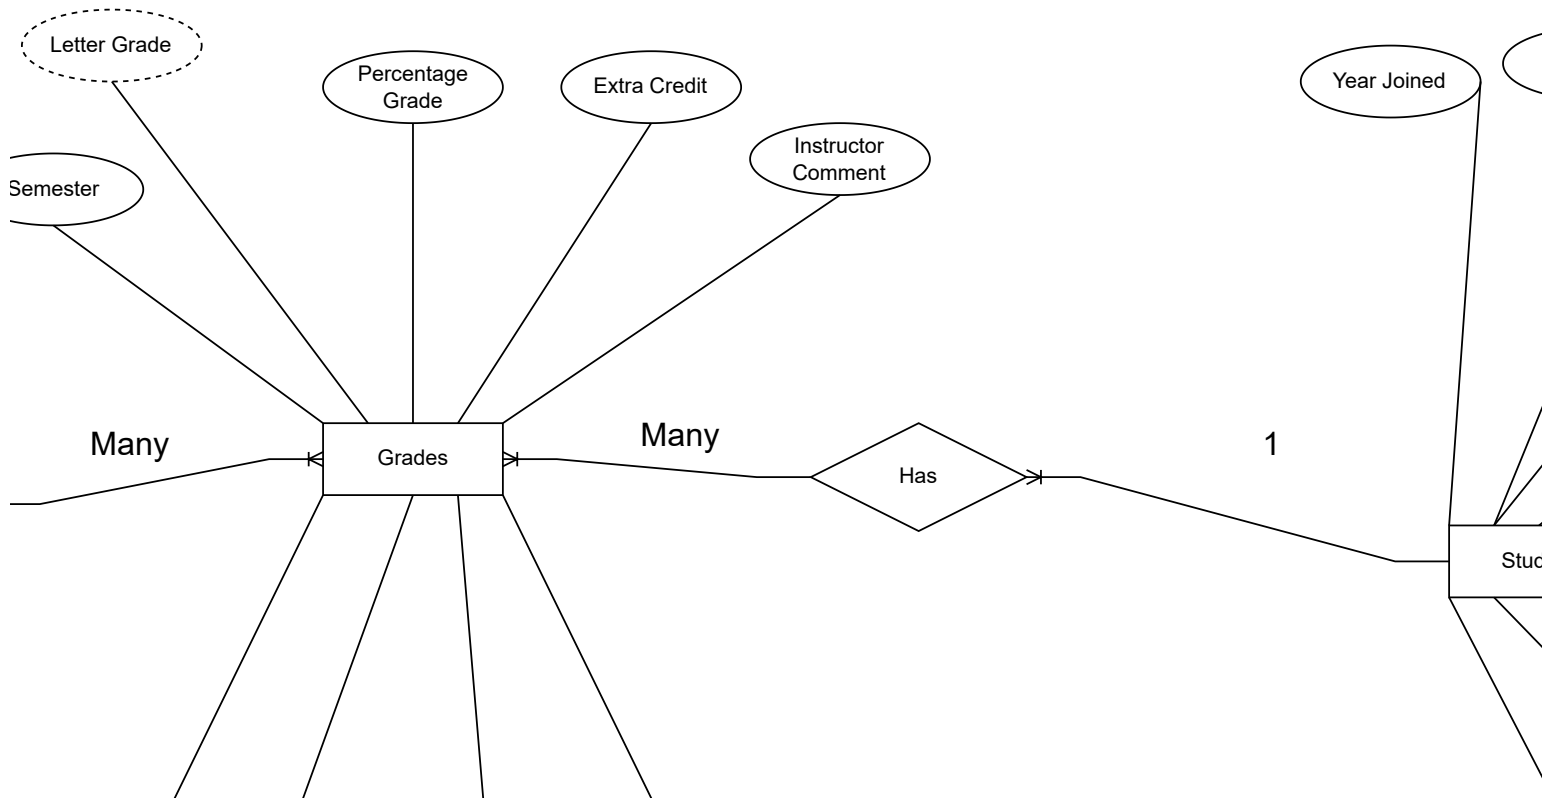 Letter Grade
Percentage
Grade
Extra Credit
Year Joined
Instructor
Comment
Semester
Many
Grades
Many
Has
1